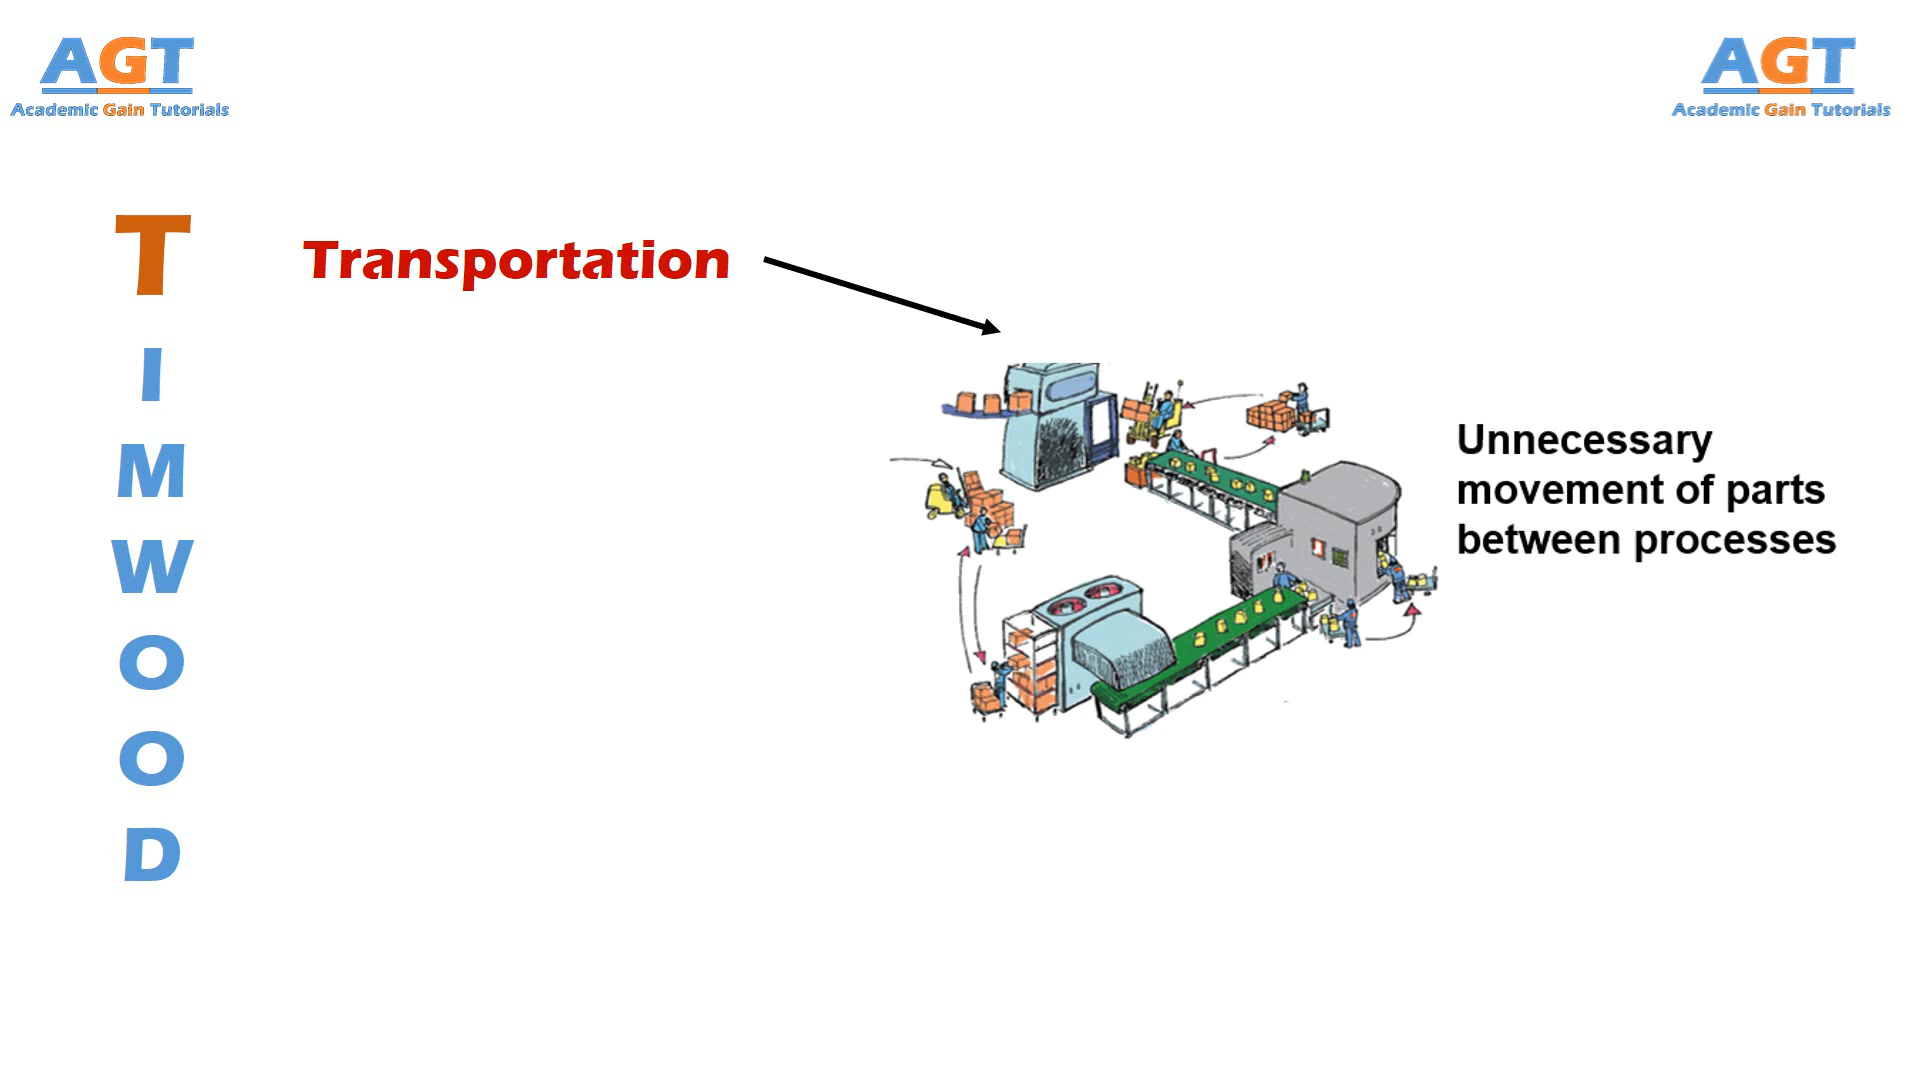 AGT
Academic Gain Tutorials
AGT
Academic Gain Tutorials
T
Transportation
I
M
W
O
O
D
Unnecessary
movement of parts
between processes